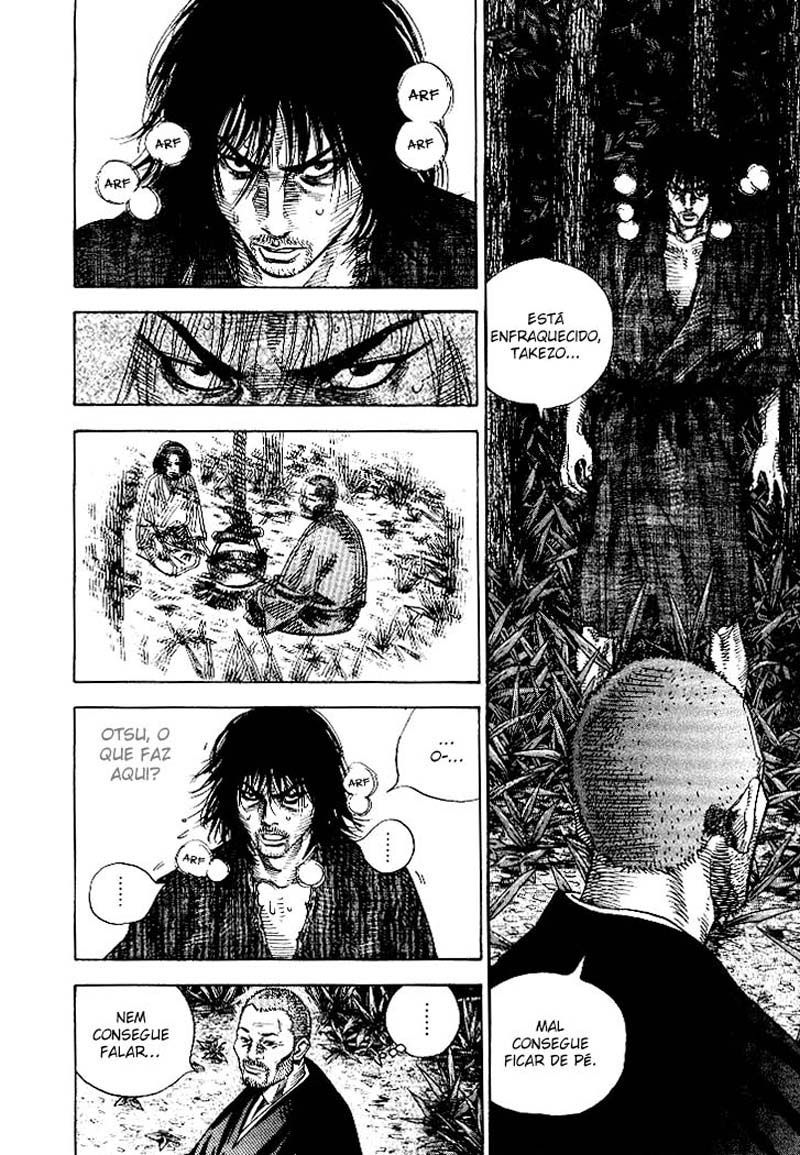 ESTÁ
ENFRAQUECIDO,
TAKEZO...
MAL
CONSEGUE
FICAR DE PÉ.
ARF
ARF
ARF
ARF
...
O-...
OTSU, O
QUE FAZ
AQUI?
ARF
......
ARF
......
......
NEM
CONSEGUE
FALAR...